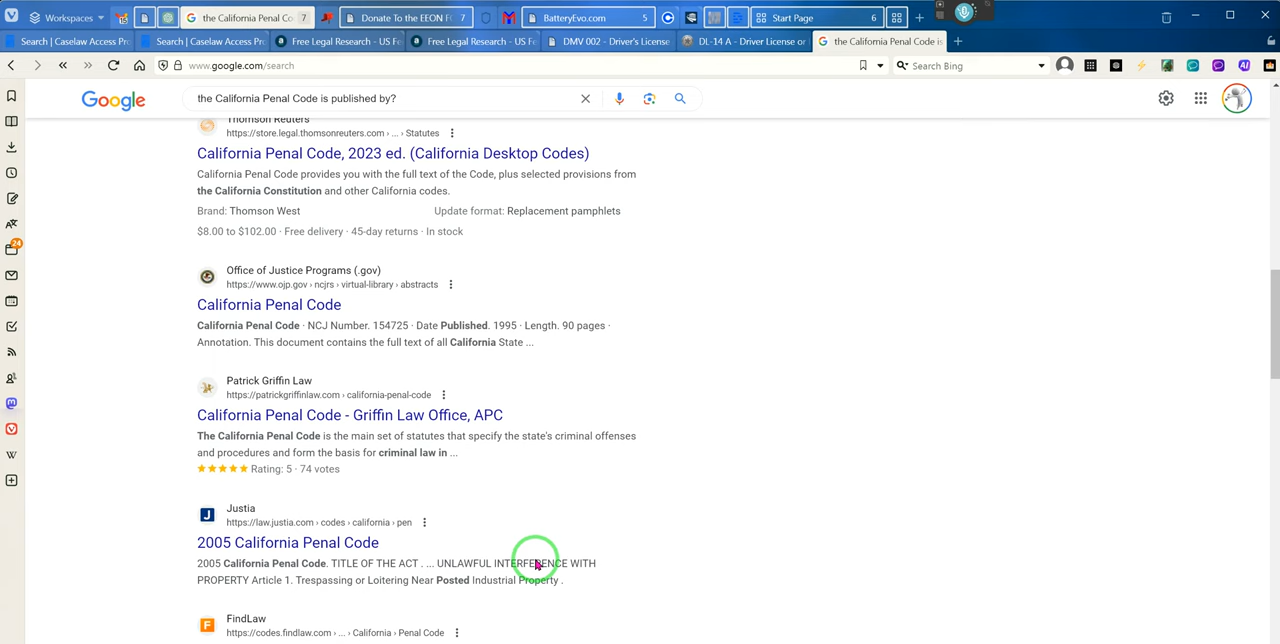 Workspaces
the California Penal Co
7
Donate To the EEON F
7
BatteryEvo.com
5
Start Page
6
Search | Caselaw Access Pr
Search | Caselaw Access Pro
Free Legal Research - US Fe
Free Legal Research - US Fe
DMV 002 - Driver's License
DL-14 A - Driver License or
the California Penal Code is
www.google.com/search
Search Bing
AI
24
W
Google
the California Penal Code is published by?
Thomson Reuters
https://store.legal.thomsonreuters.com › ... › Statutes
California Penal Code, 2023 ed. (California Desktop Codes)
California Penal Code provides you with the full text of the Code, plus selected provisions from
the California Constitution and other California codes.
Brand: Thomson West
Update format: Replacement pamphlets
$8.00 to $102.00 · Free delivery · 45-day returns · In stock
Office of Justice Programs (.gov)
https://www.ojp.gov › ncjrs › virtual-library › abstracts
California Penal Code
California Penal Code · NCJ Number. 154725 · Date Published. 1995 · Length. 90 pages ·
Annotation. This document contains the full text of all California State ...
Patrick Griffin Law
https://patrickgriffinlaw.com › california-penal-code
California Penal Code - Griffin Law Office, APC
The California Penal Code is the main set of statutes that specify the state's criminal offenses
and procedures and form the basis for criminal law in ...
Rating: 5 · 74 votes
J
Justia
https://law.justia.com › codes › california › pen
2005 California Penal Code
2005 California Penal Code. TITLE OF THE ACT . ... UNLAWFUL INTERFERENCE WITH
PROPERTY Article 1. Trespassing or Loitering Near Posted Industrial Property .
F
FindLaw
https://codes.findlaw.com › ... › California › Penal Code